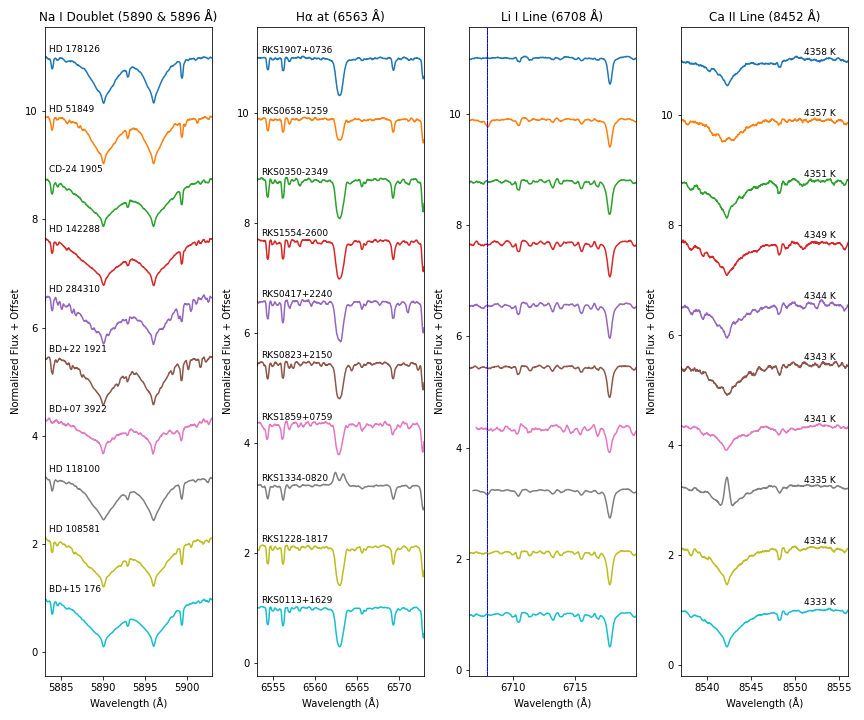 Na I Doublet (5890 & 5896 Å)
Hα at (6563 Å)
Li I Line (6708 Å)
Ca II Line (8452 Å)
HD 178126
RKS1907+0736
4358 K
HD 51849
RKS0658-1259
4357 K
CD-24 1905
RKS0350-2349
4351 K
HD 142288
RKS1554-2600
4349 K
HD 284310
RKS0417+2240
4344 K
BD+22 1921
RKS0823+2150
4343 K
BD+07 3922
RKS1859+0759
4341 K
HD 118100
RKS1334-0820
4335 K
HD 108581
RKS1228-1817
4334 K
BD+15 176
RKS0113+1629
4333 K
Normalized Flux + Offset
10
8
6
4
2
0
5885 5890 5895 5900
Wavelength (Å)
Normalized Flux + Offset
10
8
6
4
2
0
6555 6560 6565 6570
Wavelength (Å)
Normalized Flux + Offset
10
8
6
4
2
0
6710 6715
Wavelength (Å)
Normalized Flux + Offset
10
8
6
4
2
0
8540 8545 8550 8555
Wavelength (Å)